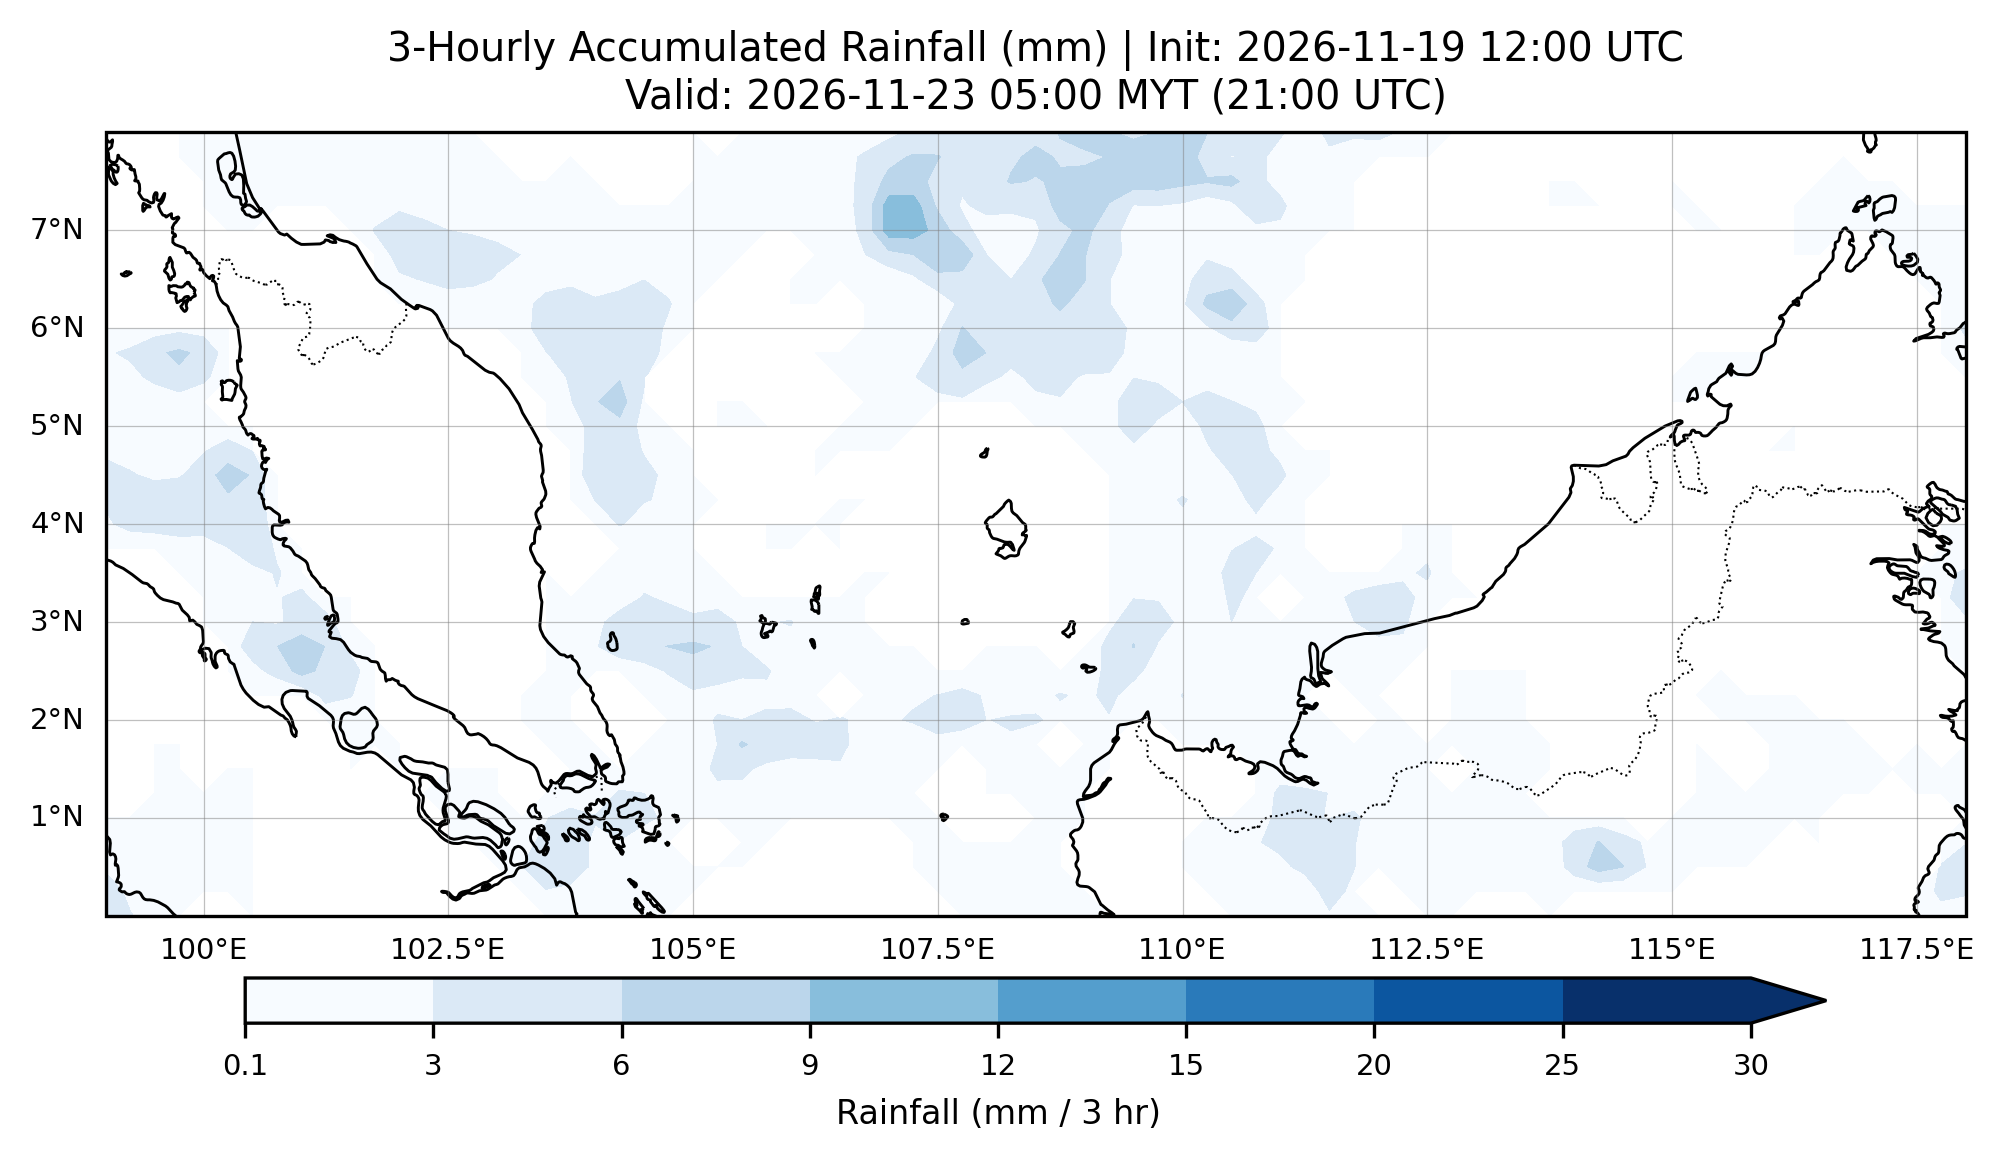 3-Hourly Accumulated Rainfall (mm) | Init: 2026-11-19 12:00 UTC
Valid: 2026-11-23 05:00 MYT (21:00 UTC)
7°N
6°N
5°N
4°N
3°N
2°N
1°N
100°E 102.5°E 105°E 107.5°E 110°E 112.5°E 115°E 117.5°E
0.1 3 6 9 12 15 20 25 30
Rainfall (mm / 3 hr)